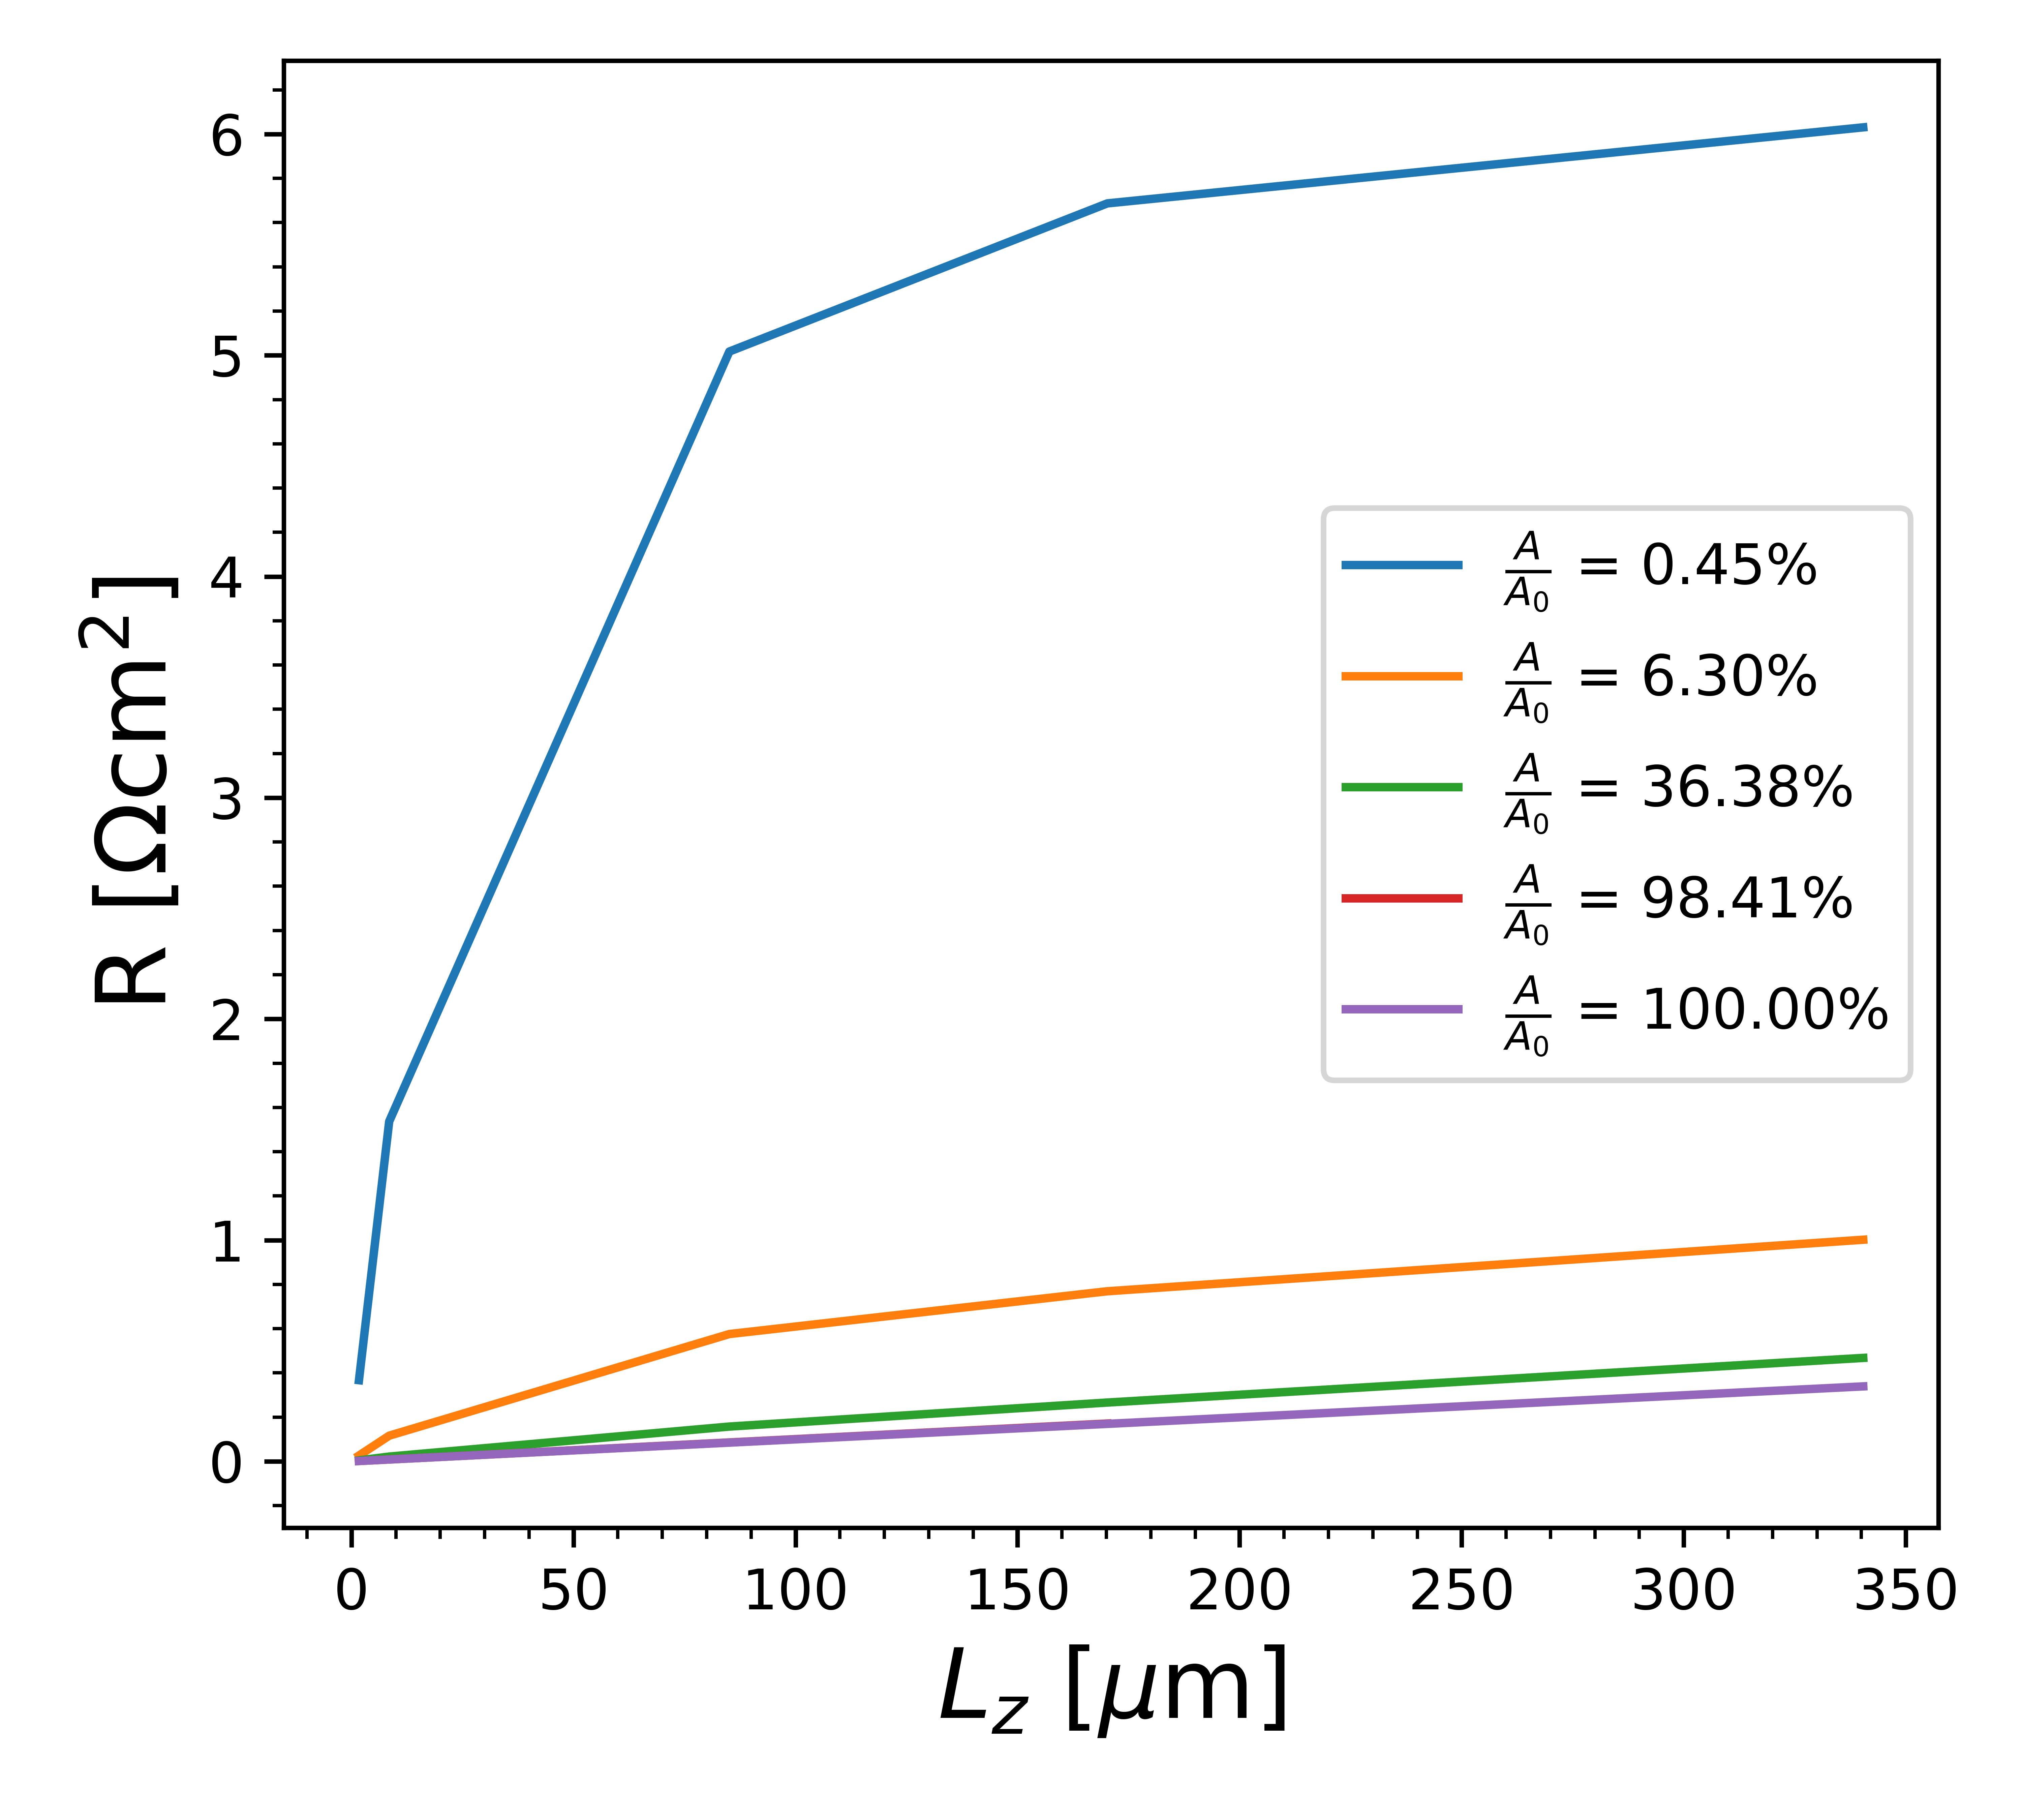 6
5
4
3
2
1
0
R [Ωcm²]
A/A₀ = 0.45%
A/A₀ = 6.30%
A/A₀ = 36.38%
A/A₀ = 98.41%
A/A₀ = 100.00%
0 50 100 150 200 250 300 350
L_z [μm]